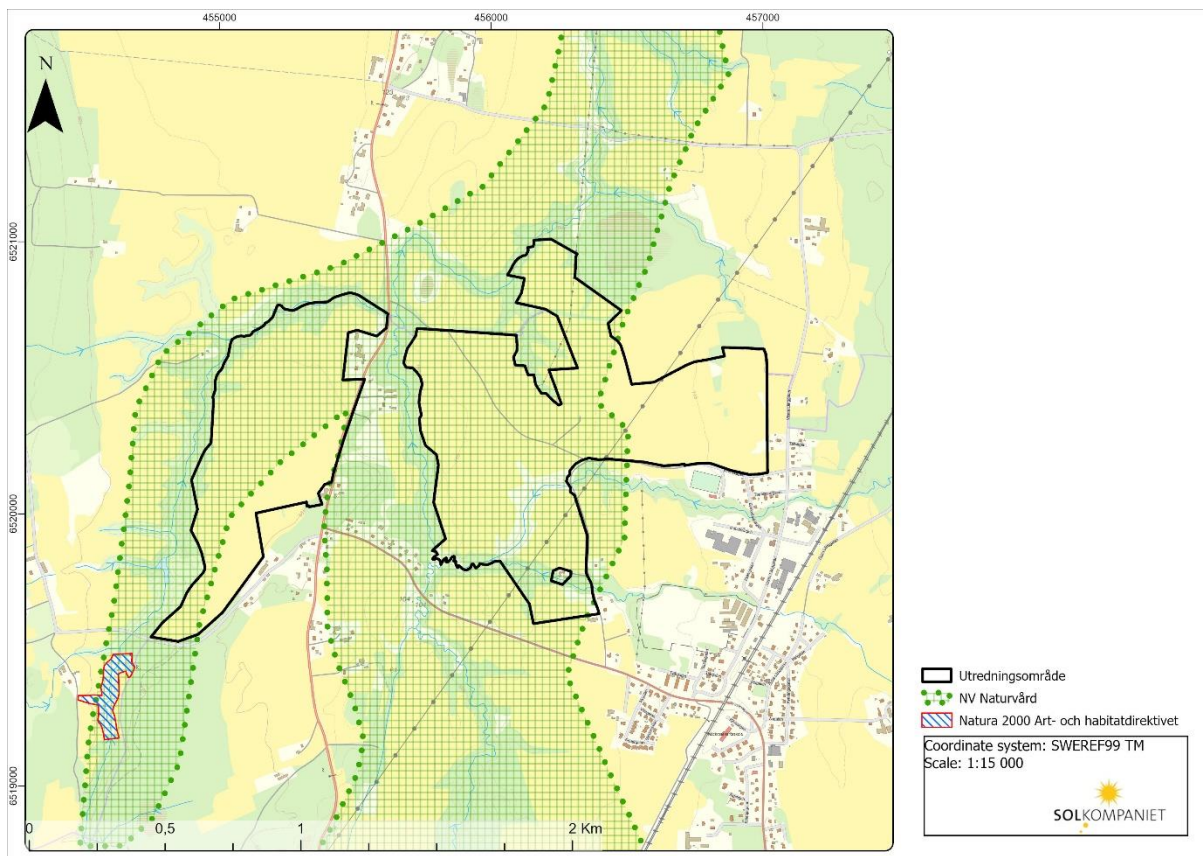 455000 456000 457000
N
6521000
6520000
6519000
0 0,5 1 2 Km
Utredningsområde
NV Naturvård
Natura 2000 Art- och habitatdirektivet
Coordinate system: SWEREF99 TM
Scale: 1:15 000
SOLKOMPANIET